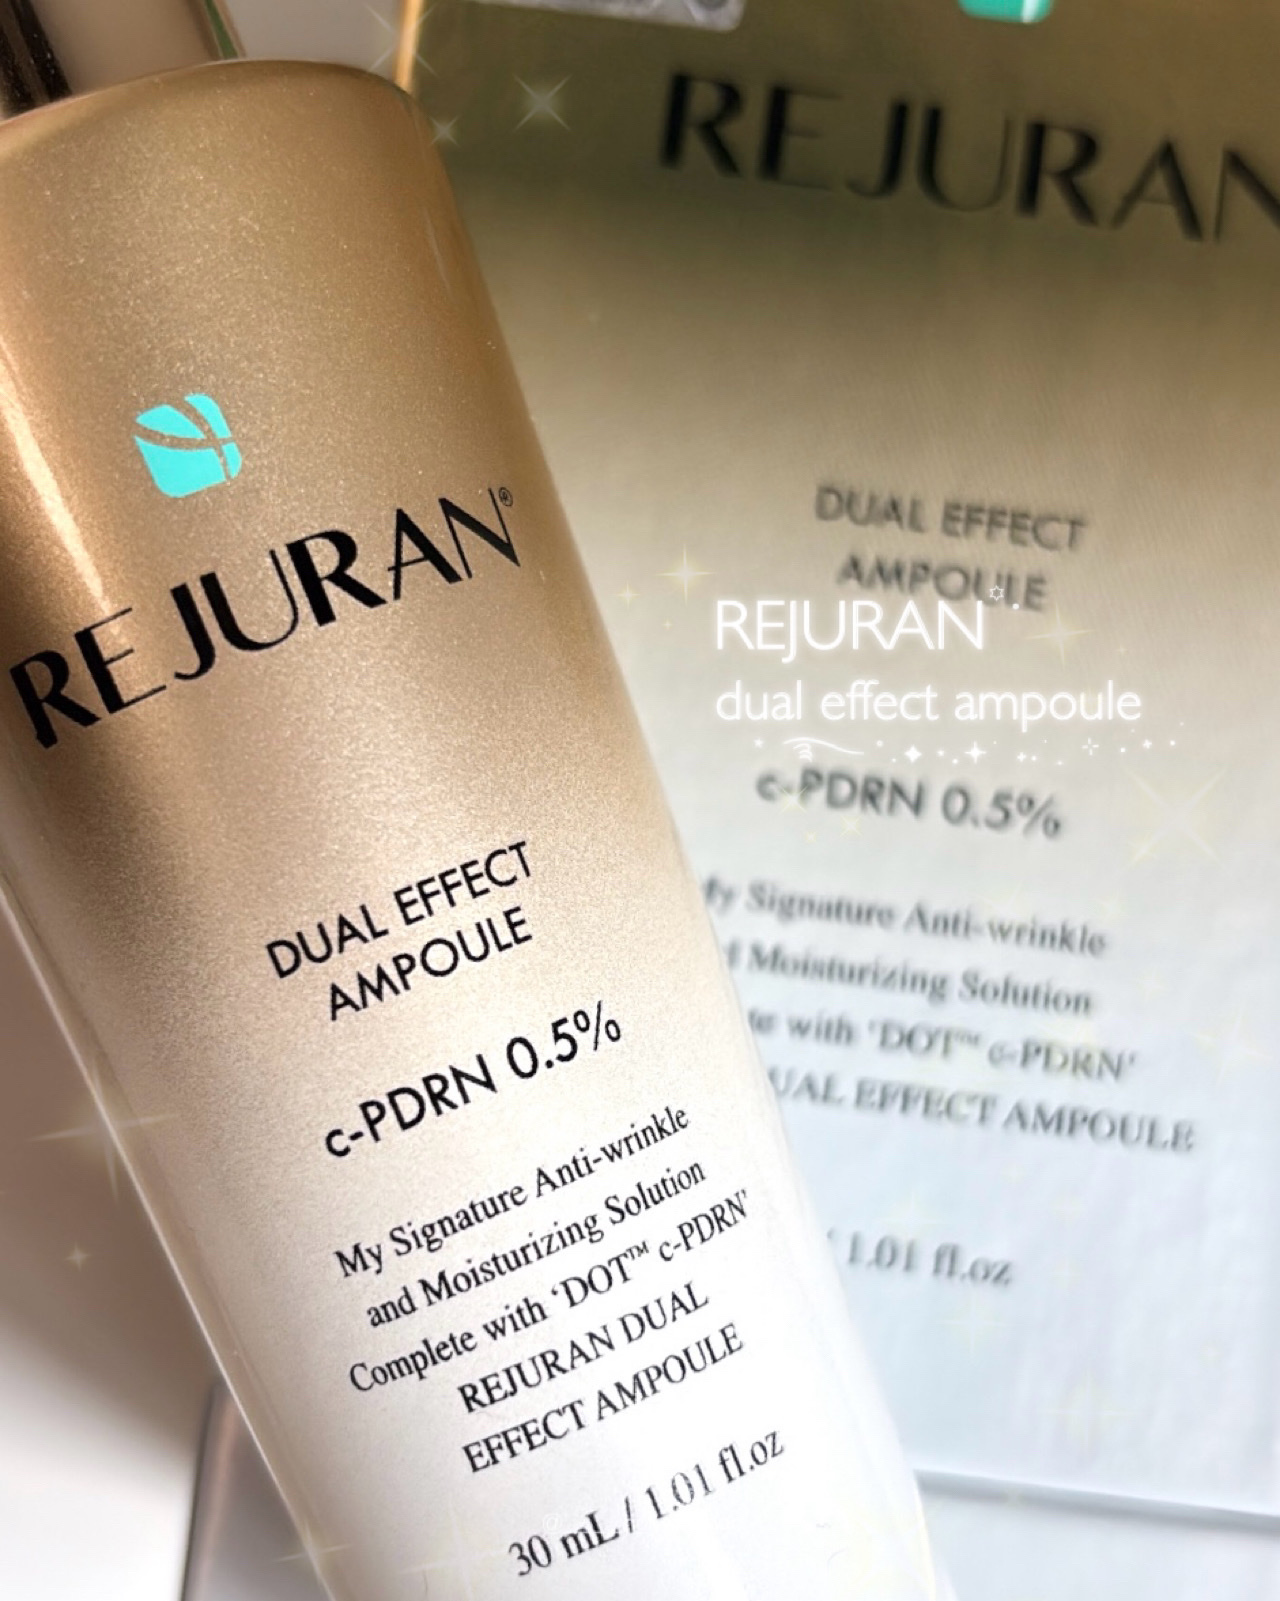 REJURAN®
DUAL EFFECT
AMPOULE
c-PDRN 0.5%
My Signature Anti-wrinkle
and Moisturizing Solution
Complete with ‘DOT™ c-PDRN’
REJURAN DUAL
EFFECT AMPOULE
30 mL / 1.01 fl.oz
REJURAN
DUAL EFFECT
AMPOULE
REJURAN
dual effect ampoule
c-PDRN 0.5%
Signature Anti-wrinkle
Moisturizing Solution
with ‘DOT™ c-PDRN’
EFFECT AMPOULE
/ 1.01 fl.oz